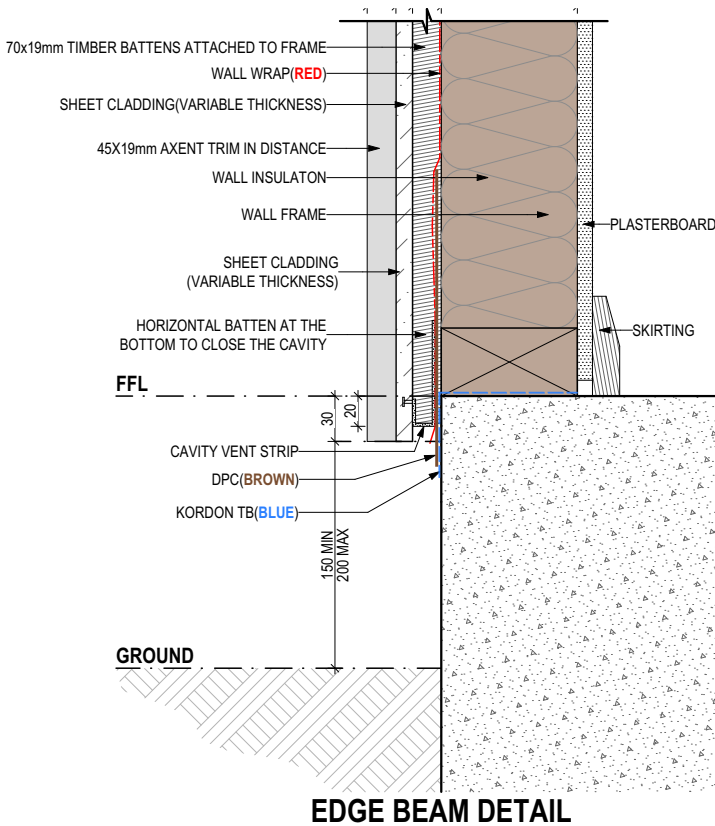 70x19mm TIMBER BATTENS ATTACHED TO FRAME
WALL WRAP(RED)
SHEET CLADDING(VARIABLE THICKNESS)
45X19mm AXENT TRIM IN DISTANCE
WALL INSULATON
WALL FRAME
PLASTERBOARD
SHEET CLADDING
(VARIABLE THICKNESS)
HORIZONTAL BATTEN AT THE
BOTTOM TO CLOSE THE CAVITY
SKIRTING
FFL
30
20
CAVITY VENT STRIP
DPC(BROWN)
KORDON TB(BLUE)
150 MIN
200 MAX
GROUND
EDGE BEAM DETAIL